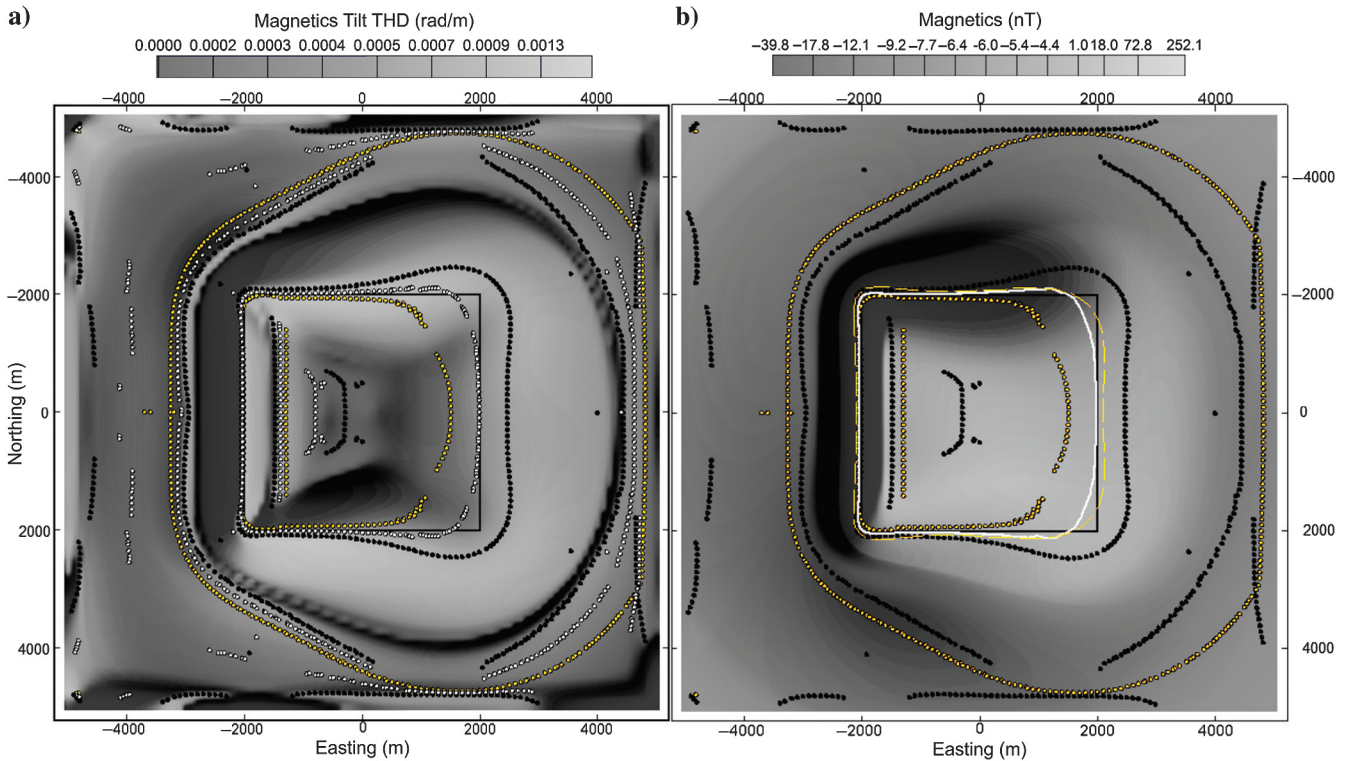 a)
Magnetics Tilt THD (rad/m)
0.0000 0.0002 0.0003 0.0004 0.0005 0.0007 0.0009 0.0013
−4000 −2000 0 2000 4000
−4000
−2000
0
2000
4000
Northing (m)
−4000 −2000 0 2000 4000
Easting (m)
b)
Magnetics (nT)
−39.8 −17.8 −12.1 −9.2 −7.7 −6.4 −6.0 −5.4 −4.4 1.0 18.0 72.8 252.1
−4000 −2000 0 2000 4000
−4000
−2000
0
2000
4000
−4000 −2000 0 2000 4000
Easting (m)